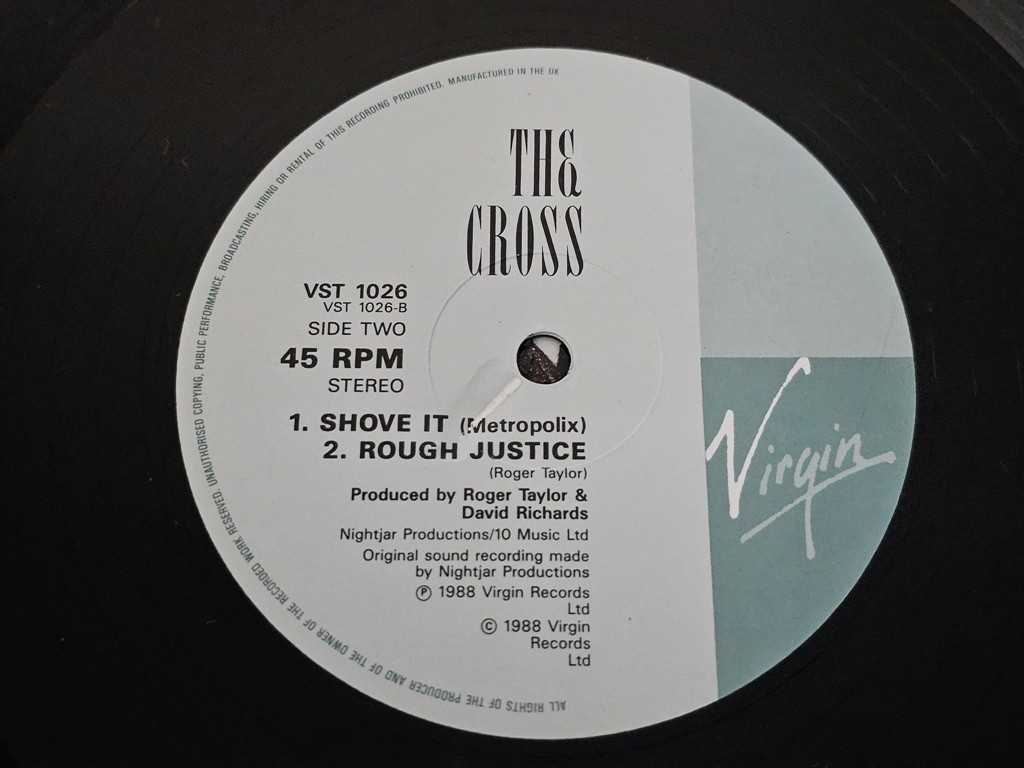 THE
CROSS
VST 1026
VST 1026-B
SIDE TWO
45 RPM
STEREO
1. SHOVE IT (Metropolix)
2. ROUGH JUSTICE
(Roger Taylor)
Produced by Roger Taylor &
David Richards
Nightjar Productions/10 Music Ltd
Original sound recording made
by Nightjar Productions
℗ 1988 Virgin Records
Ltd
© 1988 Virgin
Records
Ltd
Virgin
ALL RIGHTS OF THE PRODUCER AND OF THE OWNER OF THE RECORDED WORK RESERVED. UNAUTHORISED COPYING, PUBLIC PERFORMANCE, BROADCASTING, HIRING OR RENTAL OF THIS RECORDING PROHIBITED. MANUFACTURED IN THE UK